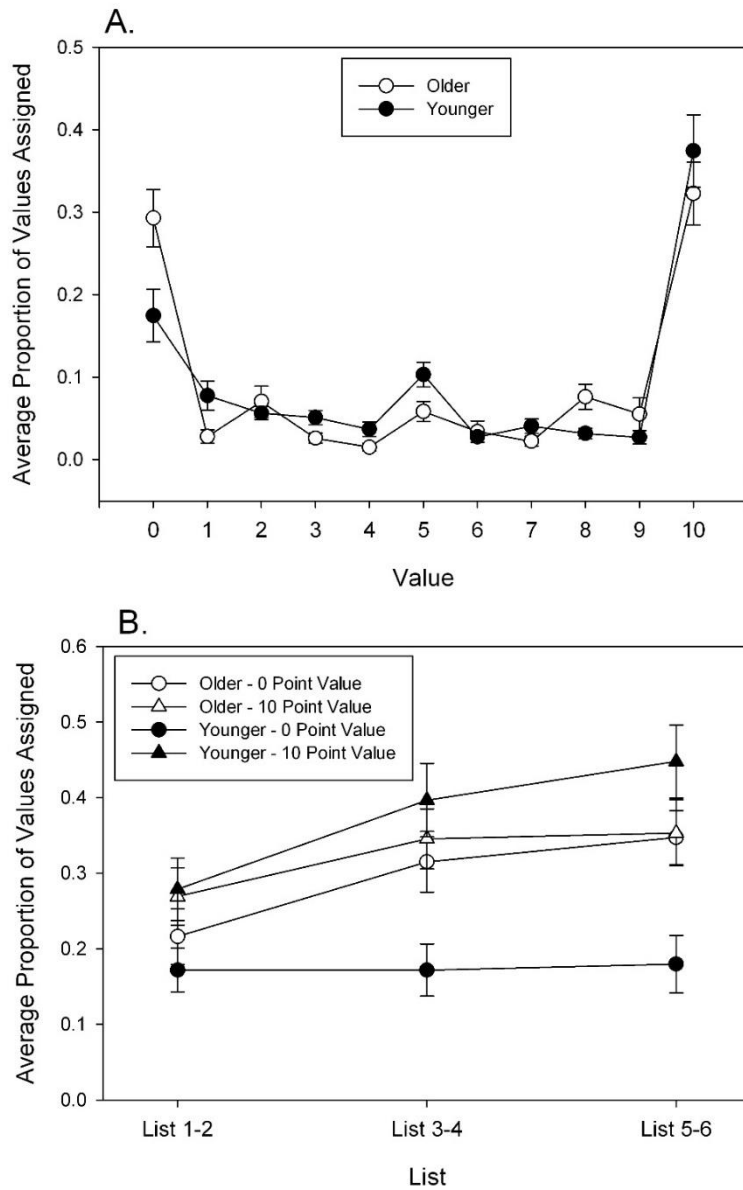 A.
Average Proportion of Values Assigned
0.5
0.4
0.3
0.2
0.1
0.0
Older
Younger
0 1 2 3 4 5 6 7 8 9 10
Value
B.
Average Proportion of Values Assigned
0.6
0.5
0.4
0.3
0.2
0.1
0.0
Older - 0 Point Value
Older - 10 Point Value
Younger - 0 Point Value
Younger - 10 Point Value
List 1-2 List 3-4 List 5-6
List